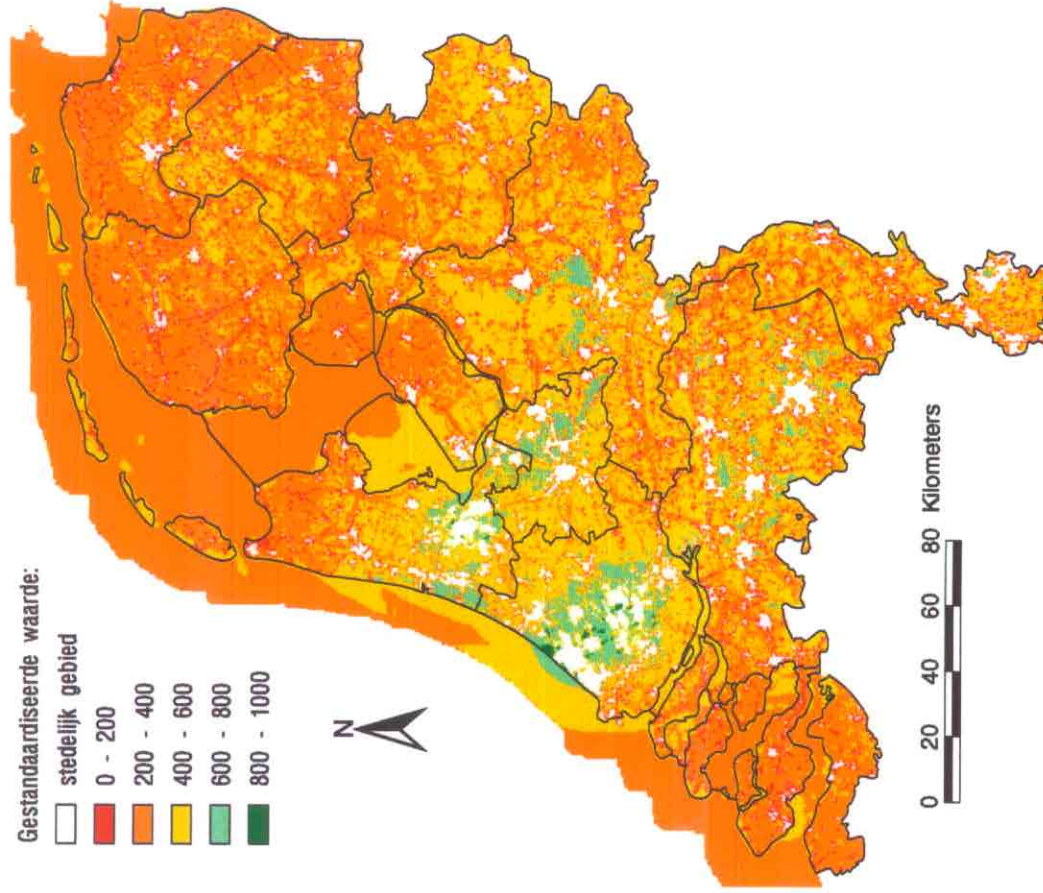 Gestandaardiseerde waarde:
stedelijk gebied
0 - 200
200 - 400
400 - 600
600 - 800
800 - 1000
N
0 20 40 60 80 Kilometers